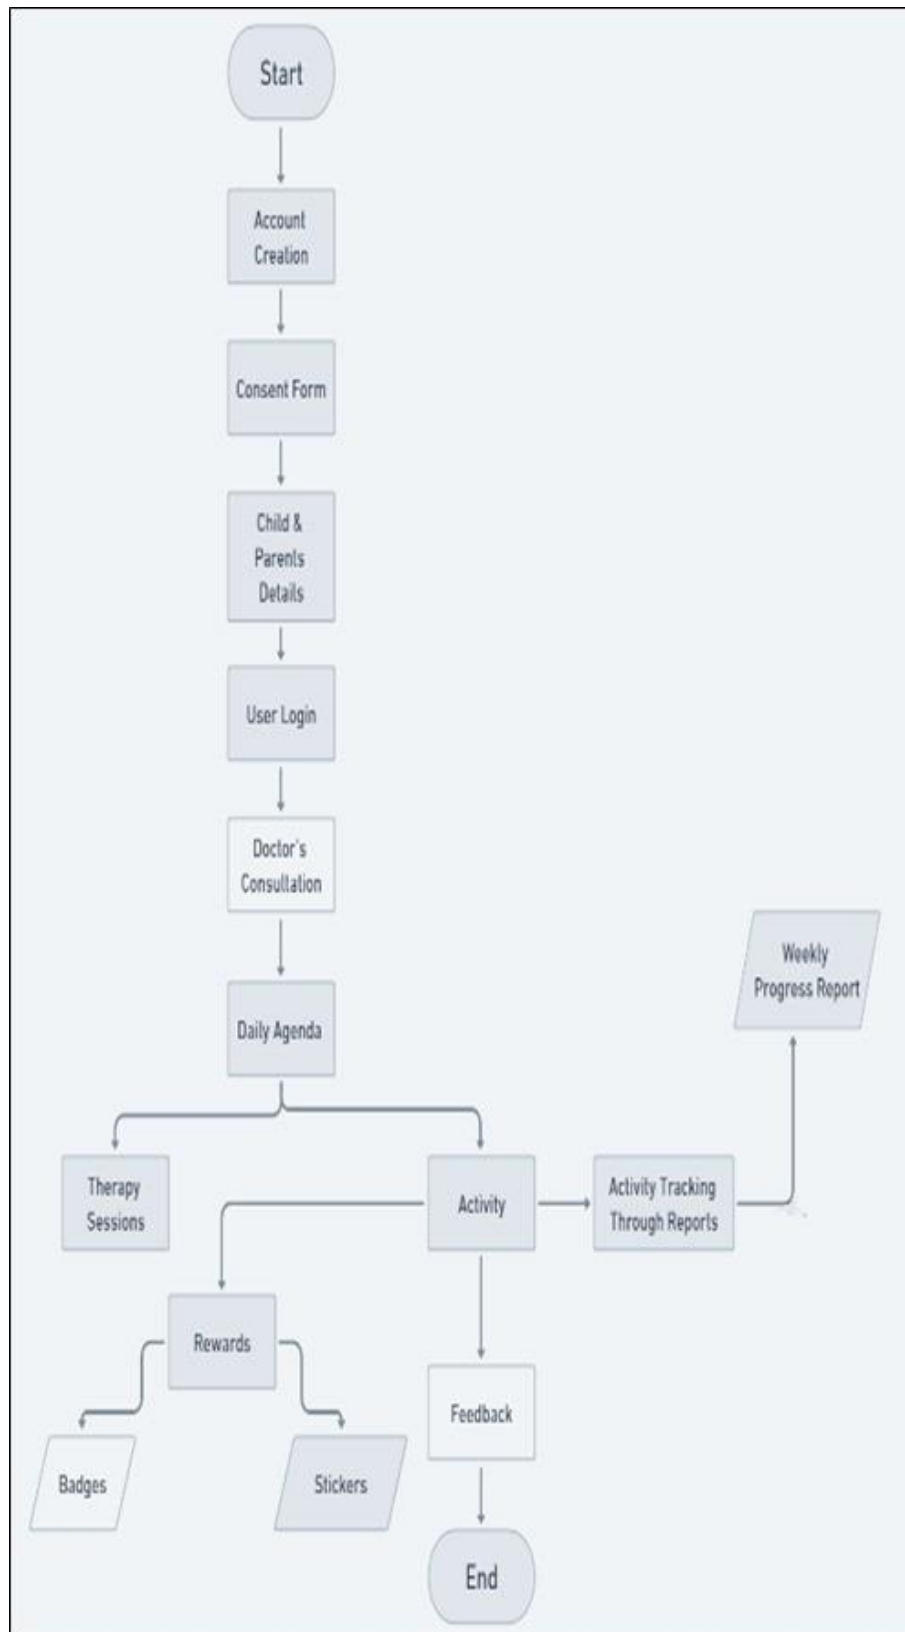 Start
Account
Creation
Consent Form
Child &
Parents
Details
User Login
Doctor's
Consultation
Daily Agenda
Weekly
Progress Report
Therapy
Sessions
Activity
Activity Tracking
Through Reports
Rewards
Feedback
Badges
Stickers
End